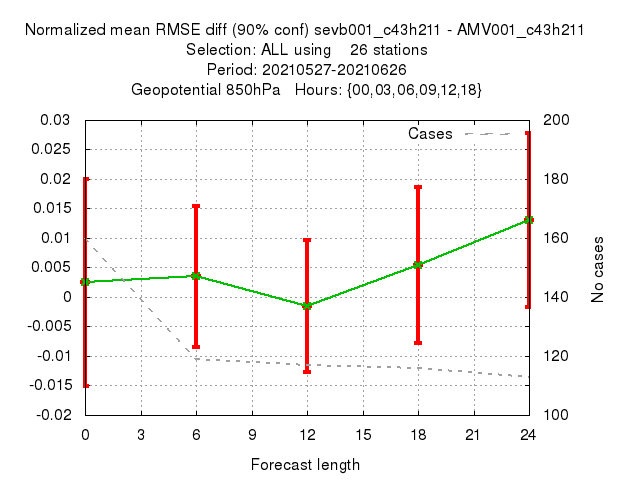 Normalized mean RMSE diff (90% conf) sevb001_c43h211 - AMV001_c43h211
Selection: ALL using 26 stations
Period: 20210527-20210626
Geopotential 850hPa Hours: {00,03,06,09,12,18}
Cases
0.03
0.025
0.02
0.015
0.01
0.005
0
-0.005
-0.01
-0.015
-0.02
200
180
160
140
120
100
No cases
0 3 6 9 12 15 18 21 24
Forecast length